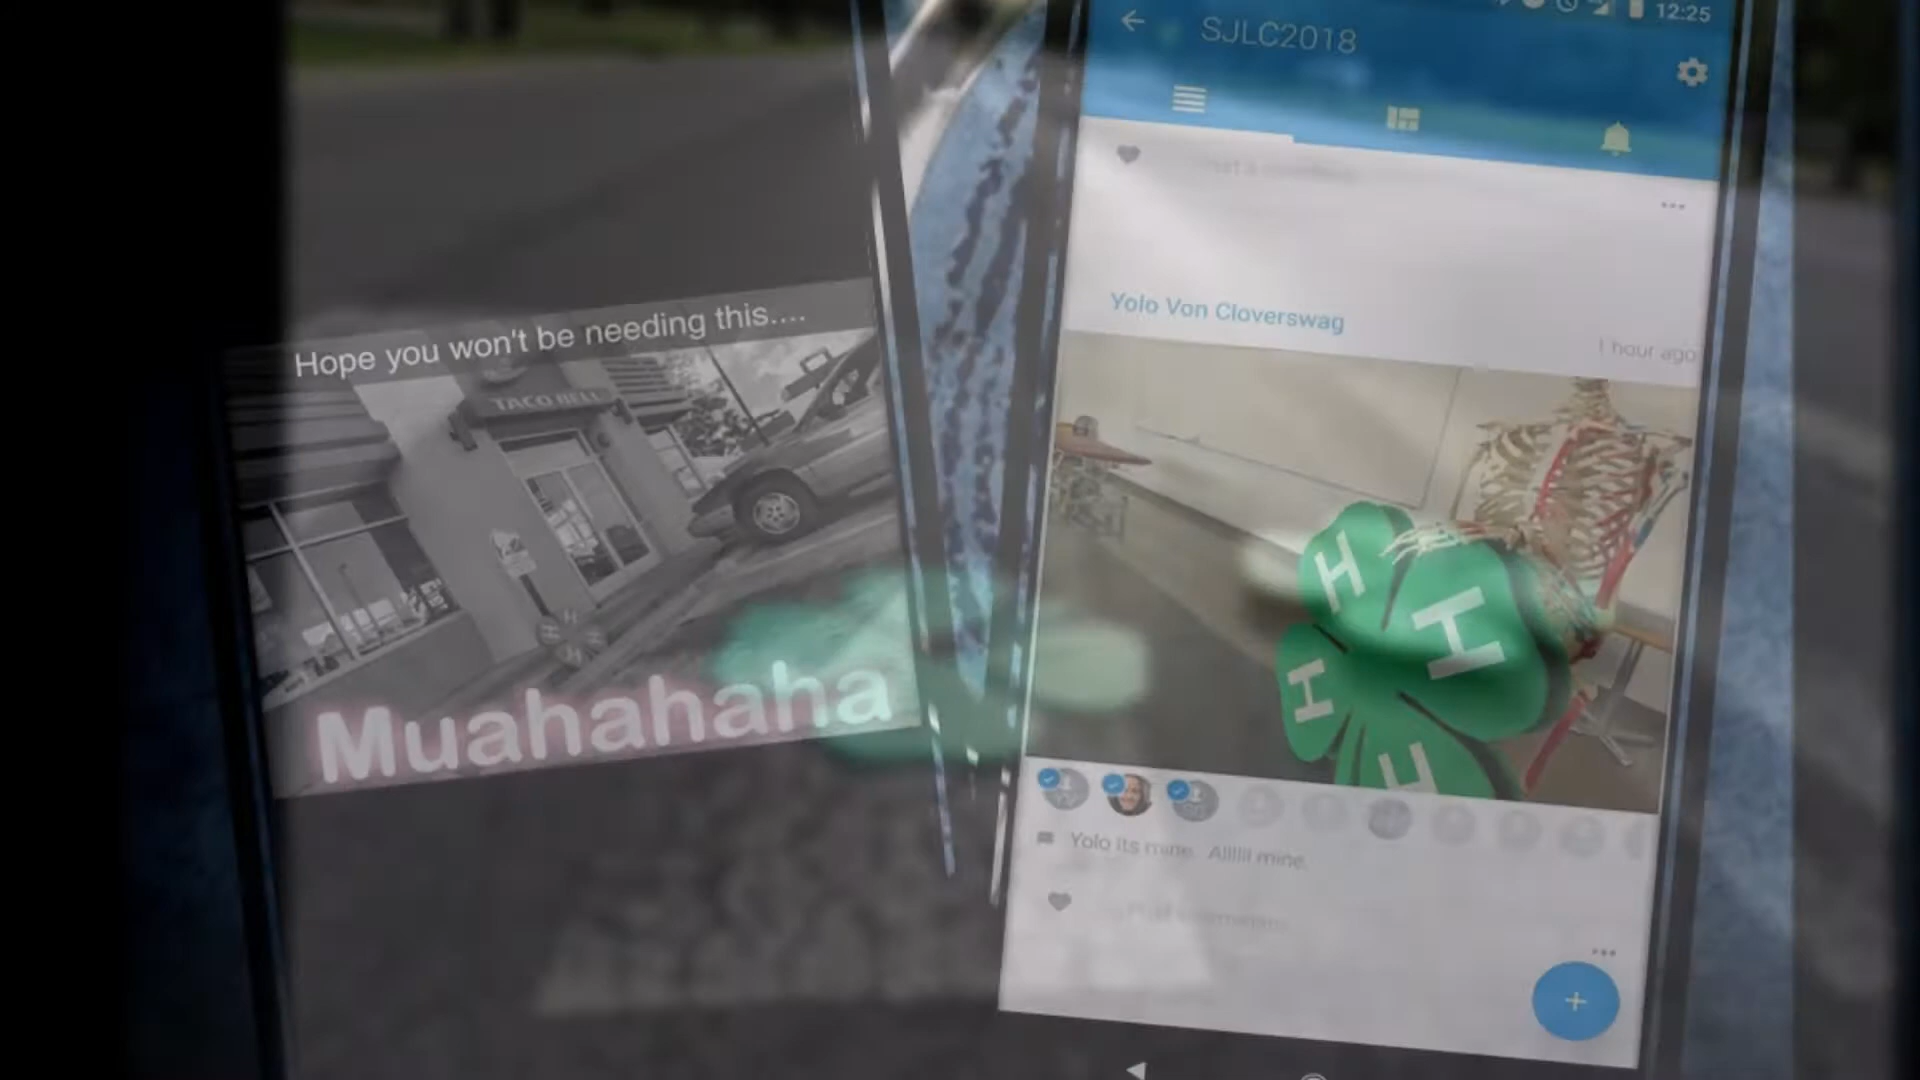 Hope you won't be needing this....
TACO BELL
Muahahaha
12:25
SJLC2018
Yolo Von Cloverswag
1 hour ago
H
H
H
H
Yolo its mine. Allllll mine.